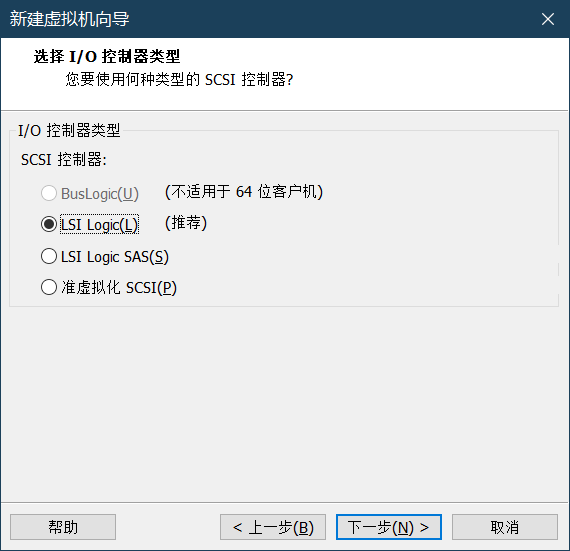 新建虚拟机向导
选择 I/O 控制器类型
您要使用何种类型的 SCSI 控制器?
I/O 控制器类型
SCSI 控制器:
BusLogic(U) (不适用于 64 位客户机)
LSI Logic(L) (推荐)
LSI Logic SAS(S)
准虚拟化 SCSI(P)
帮助 < 上一步(B) 下一步(N) > 取消